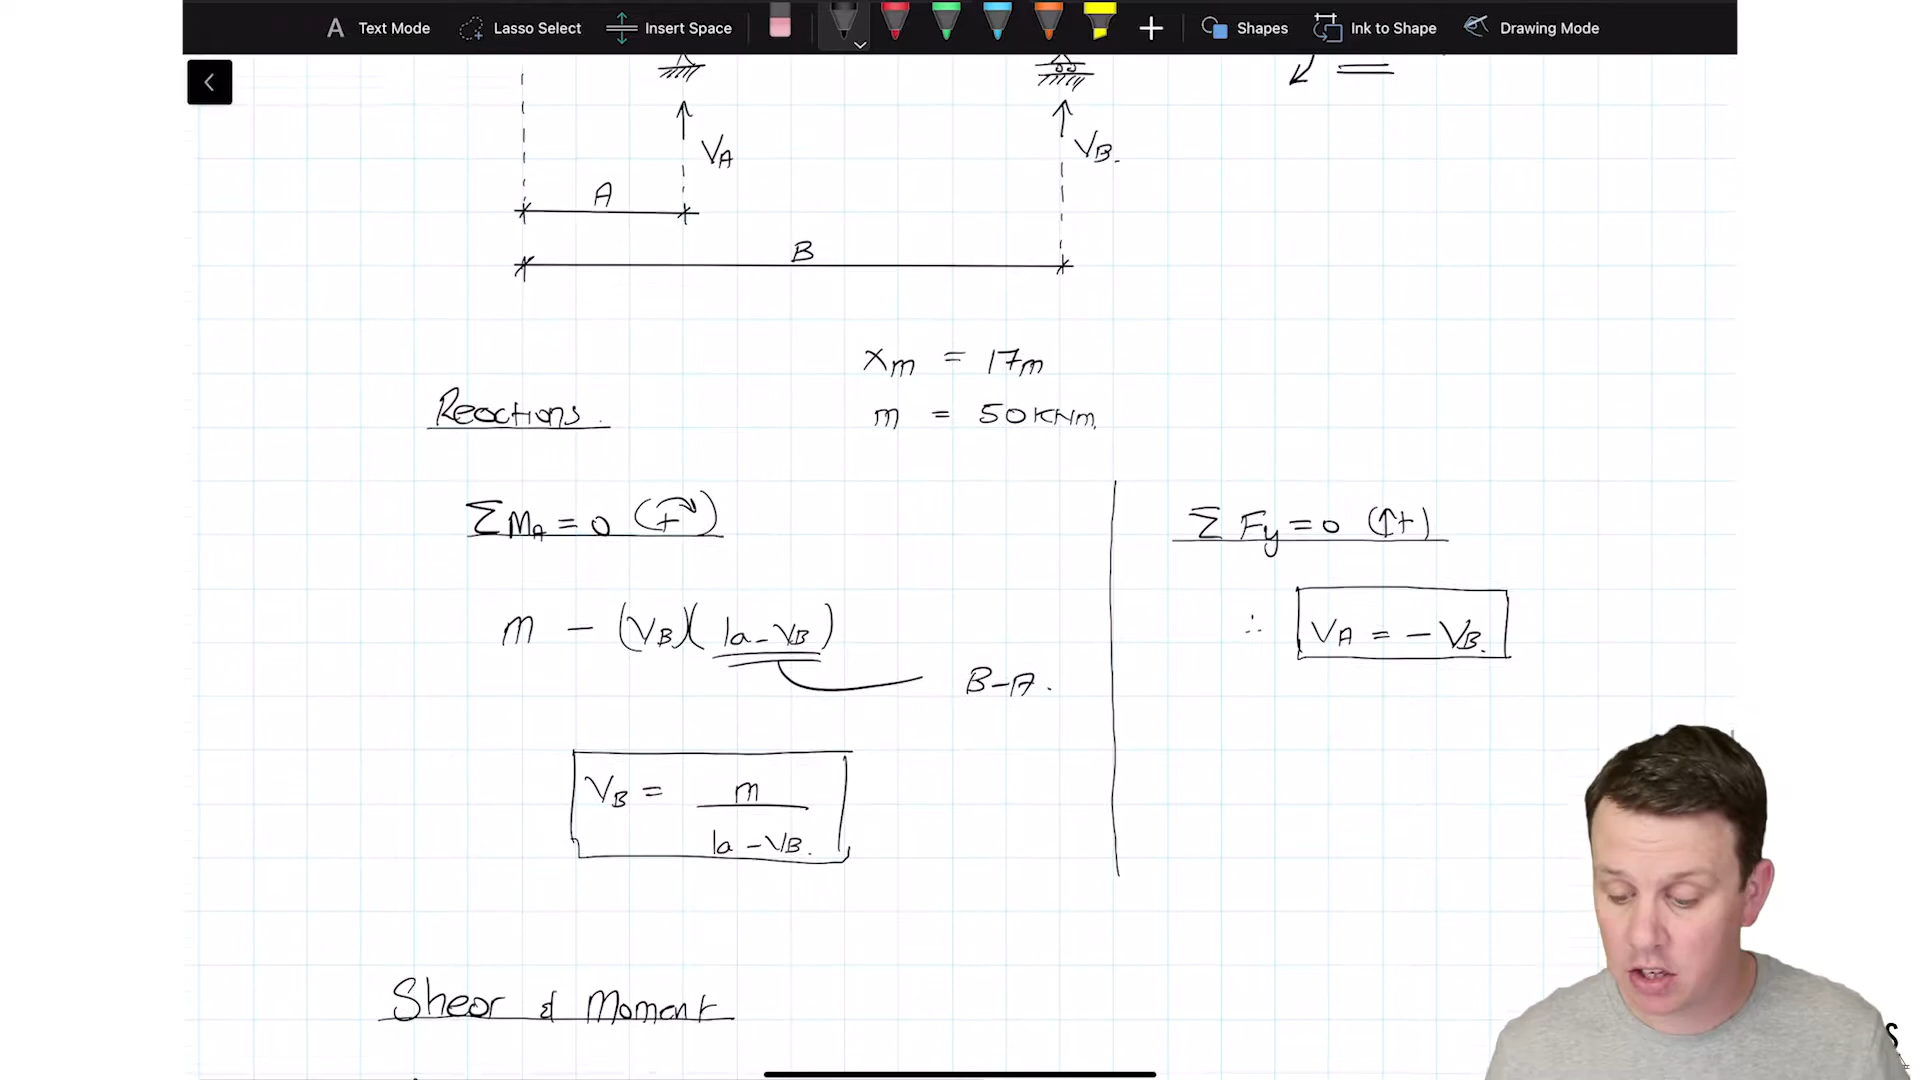 A Text Mode Lasso Select Insert Space Shapes Ink to Shape Drawing Mode
VA
VB.
A
B
xm = 17m
Reactions.
m = 50KNm.
ΣMA = 0 (+↷)
ΣFy = 0 (↑+)
m − (VB)(la − VB)
∴ VA = − VB.
B−A.
VB = m / la − VB.
Shear & Moment
s